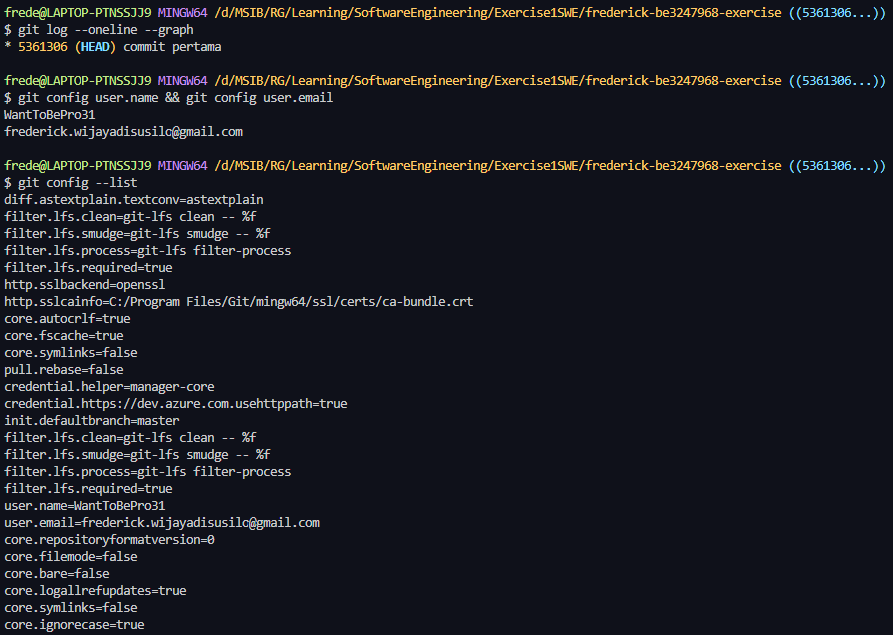 frede@LAPTOP-PTNSSJJ9 MINGW64 /d/MSIB/RG/Learning/SoftwareEngineering/Exercise1SWE/frederick-be3247968-exercise ((5361306...))
$ git log --oneline --graph
* 5361306 (HEAD) commit pertama
frede@LAPTOP-PTNSSJJ9 MINGW64 /d/MSIB/RG/Learning/SoftwareEngineering/Exercise1SWE/frederick-be3247968-exercise ((5361306...))
$ git config user.name && git config user.email
WantToBePro31
frederick.wijayadisusilo@gmail.com
frede@LAPTOP-PTNSSJJ9 MINGW64 /d/MSIB/RG/Learning/SoftwareEngineering/Exercise1SWE/frederick-be3247968-exercise ((5361306...))
$ git config --list
diff.astextplain.textconv=astextplain
filter.lfs.clean=git-lfs clean -- %f
filter.lfs.smudge=git-lfs smudge -- %f
filter.lfs.process=git-lfs filter-process
filter.lfs.required=true
http.sslbackend=openssl
http.sslcainfo=C:/Program Files/Git/mingw64/ssl/certs/ca-bundle.crt
core.autocrlf=true
core.fscache=true
core.symlinks=false
pull.rebase=false
credential.helper=manager-core
credential.https://dev.azure.com.usehttppath=true
init.defaultbranch=master
filter.lfs.clean=git-lfs clean -- %f
filter.lfs.smudge=git-lfs smudge -- %f
filter.lfs.process=git-lfs filter-process
filter.lfs.required=true
user.name=WantToBePro31
user.email=frederick.wijayadisusilo@gmail.com
core.repositoryformatversion=0
core.filemode=false
core.bare=false
core.logallrefupdates=true
core.symlinks=false
core.ignorecase=true